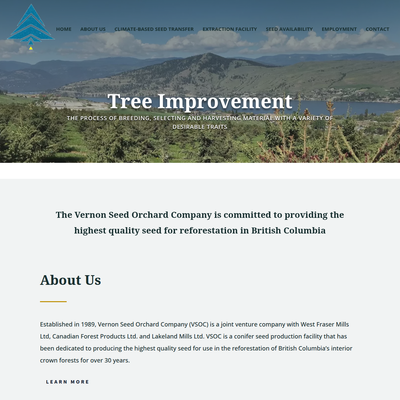 HOME ABOUT US CLIMATE-BASED SEED TRANSFER EXTRACTION FACILITY SEED AVAILABILITY EMPLOYMENT CONTACT
Tree Improvement
THE PROCESS OF BREEDING, SELECTING AND HARVESTING MATERIAL WITH A VARIETY OF
DESIRABLE TRAITS
The Vernon Seed Orchard Company is committed to providing the
highest quality seed for reforestation in British Columbia
About Us
Established in 1989, Vernon Seed Orchard Company (VSOC) is a joint venture company with West Fraser Mills
Ltd, Canadian Forest Products Ltd. and Lakeland Mills Ltd. VSOC is a conifer seed production facility that has
been dedicated to producing the highest quality seed for use in the reforestation of British Columbia's interior
crown forests for over 30 years.
LEARN MORE